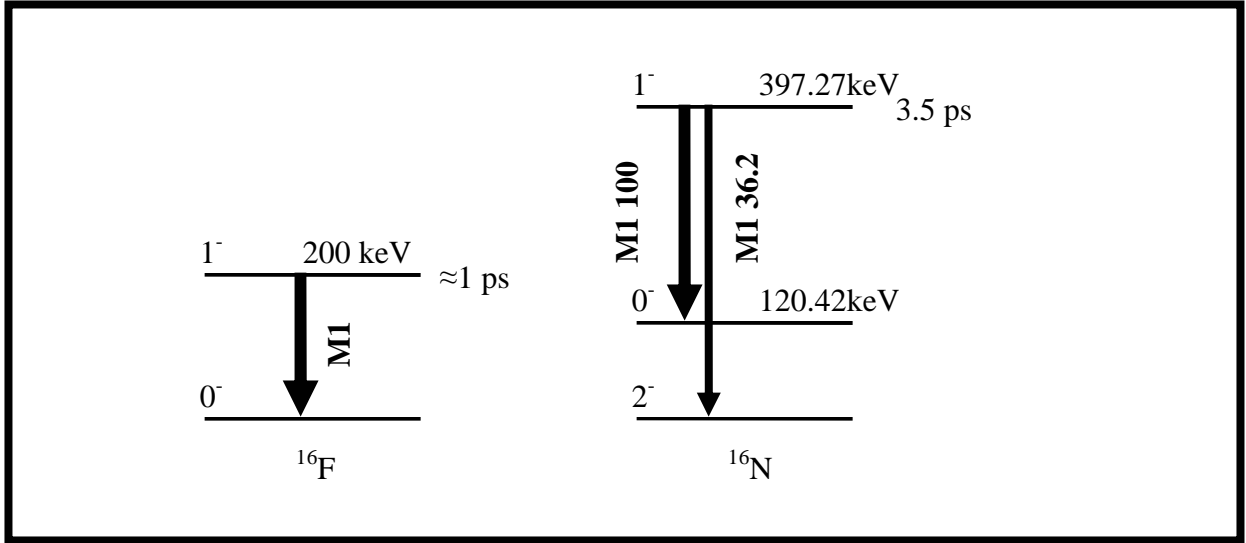 1⁻ 397.27keV
3.5 ps
M1 100
M1 36.2
1⁻ 200 keV
≈1 ps
0⁻ 120.42keV
M1
0⁻
2⁻
¹⁶F
¹⁶N